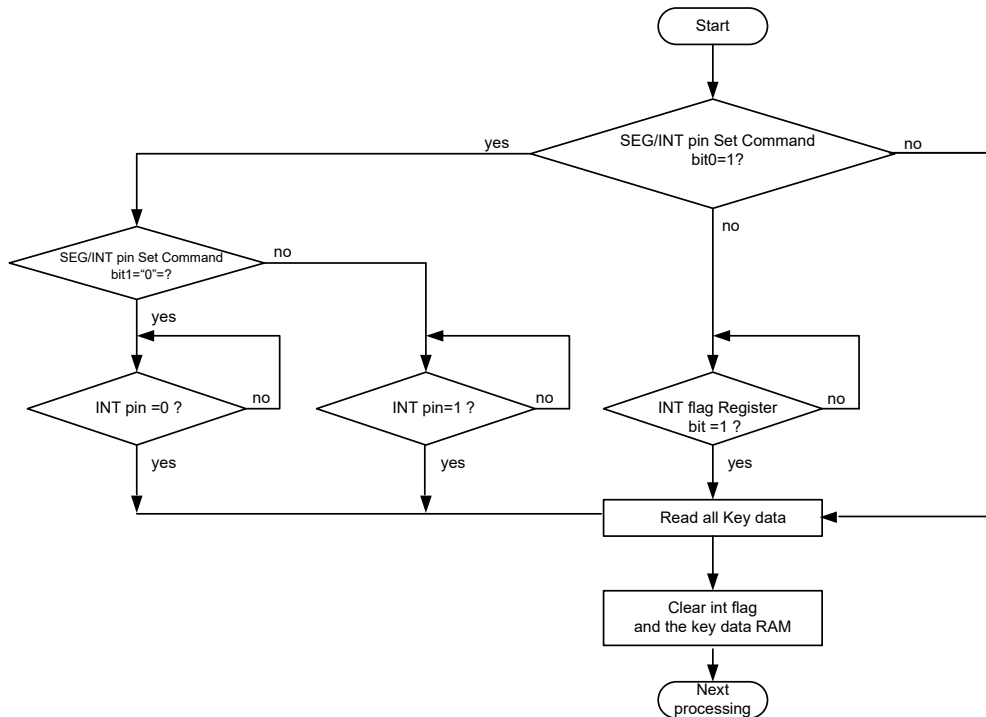 Start
SEG/INT pin Set Command
bit0=1?
yes
no
no
SEG/INT pin Set Command
bit1=“0”=?
no
yes
INT pin =0 ?
no
INT pin=1 ?
no
INT flag Register
bit =1 ?
no
yes
yes
yes
Read all Key data
Clear int flag
and the key data RAM
Next
processing